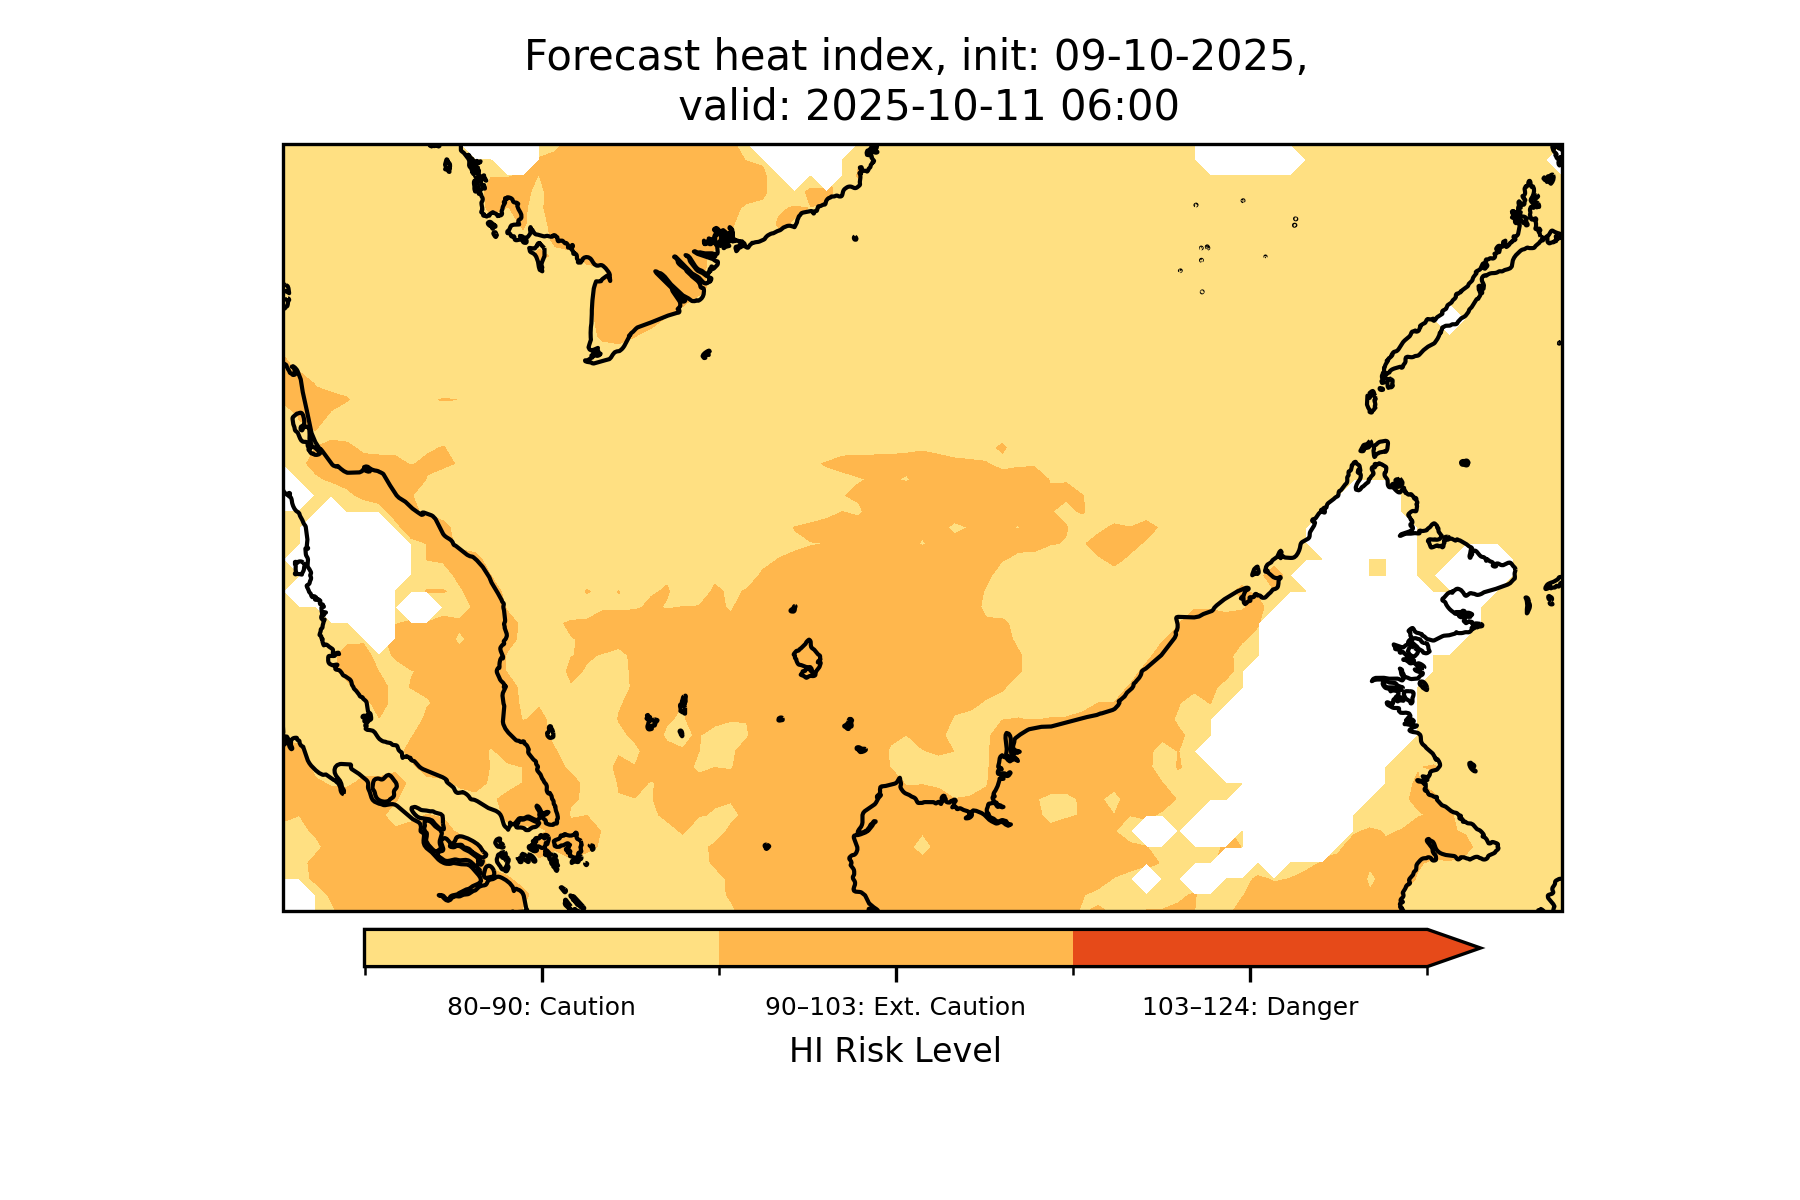 Forecast heat index, init: 09-10-2025,
valid: 2025-10-11 06:00
80–90: Caution
90–103: Ext. Caution
103–124: Danger
HI Risk Level